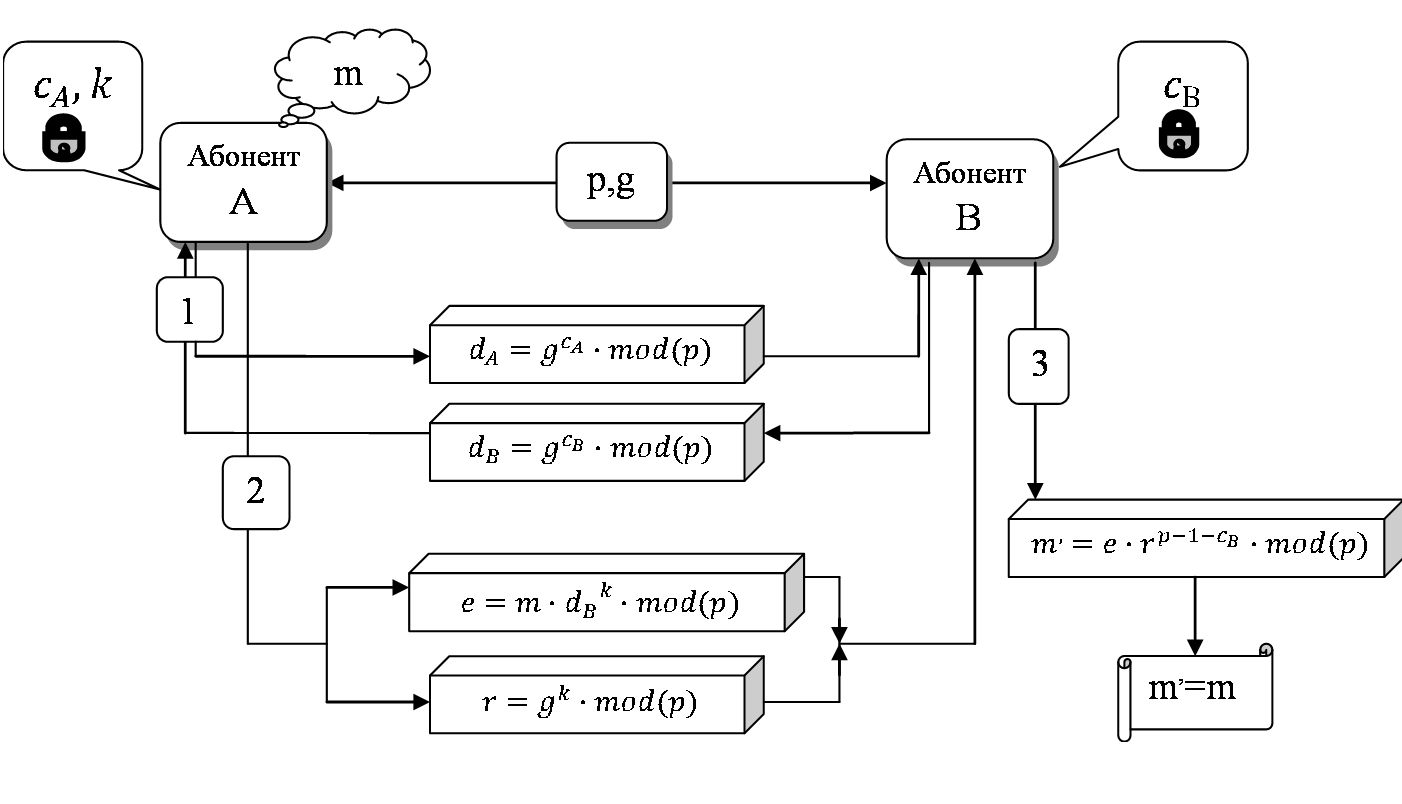 c_A, k
m
c_B
Абонент
A
p,g
Абонент
B
1
d_A = g^{c_A} · mod(p)
3
d_B = g^{c_B} · mod(p)
2
m’ = e · r^{p−1−c_B} · mod(p)
e = m · d_B^k · mod(p)
r = g^k · mod(p)
m’=m